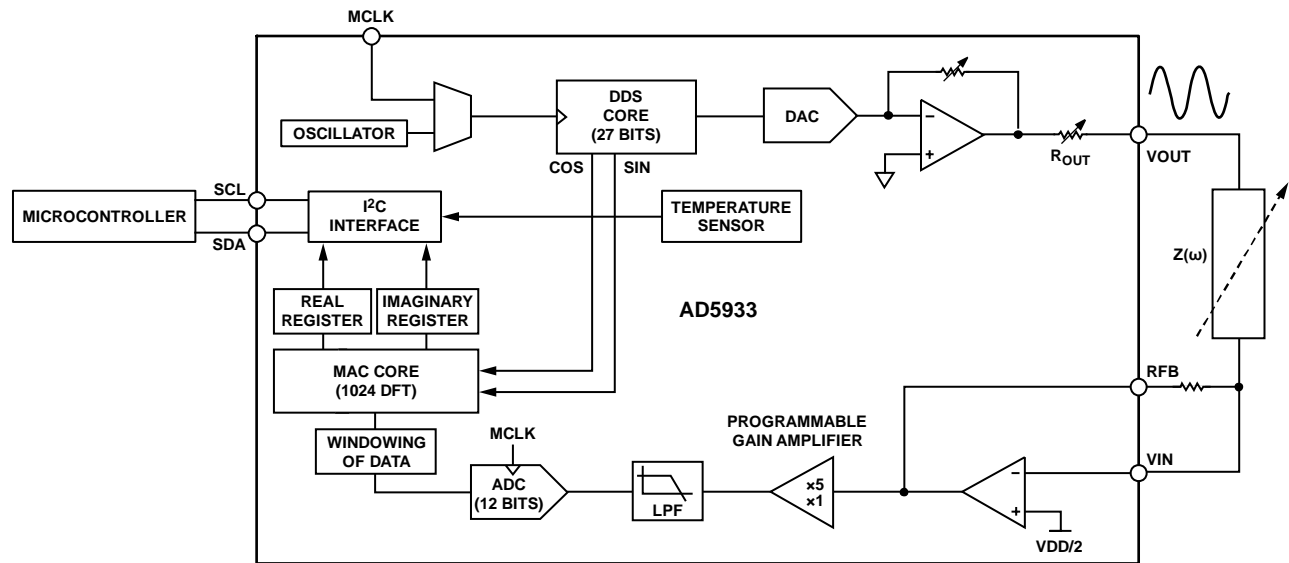 MCLK
DDS
CORE
(27 BITS)
DAC
OSCILLATOR
R_OUT
VOUT
COS
SIN
SCL
MICROCONTROLLER
SDA
I²C
INTERFACE
TEMPERATURE
SENSOR
Z(ω)
REAL
REGISTER
IMAGINARY
REGISTER
AD5933
MAC CORE
(1024 DFT)
RFB
PROGRAMMABLE
GAIN AMPLIFIER
WINDOWING
OF DATA
MCLK
VIN
ADC
(12 BITS)
LPF
×5
×1
VDD/2
−
+
−
+